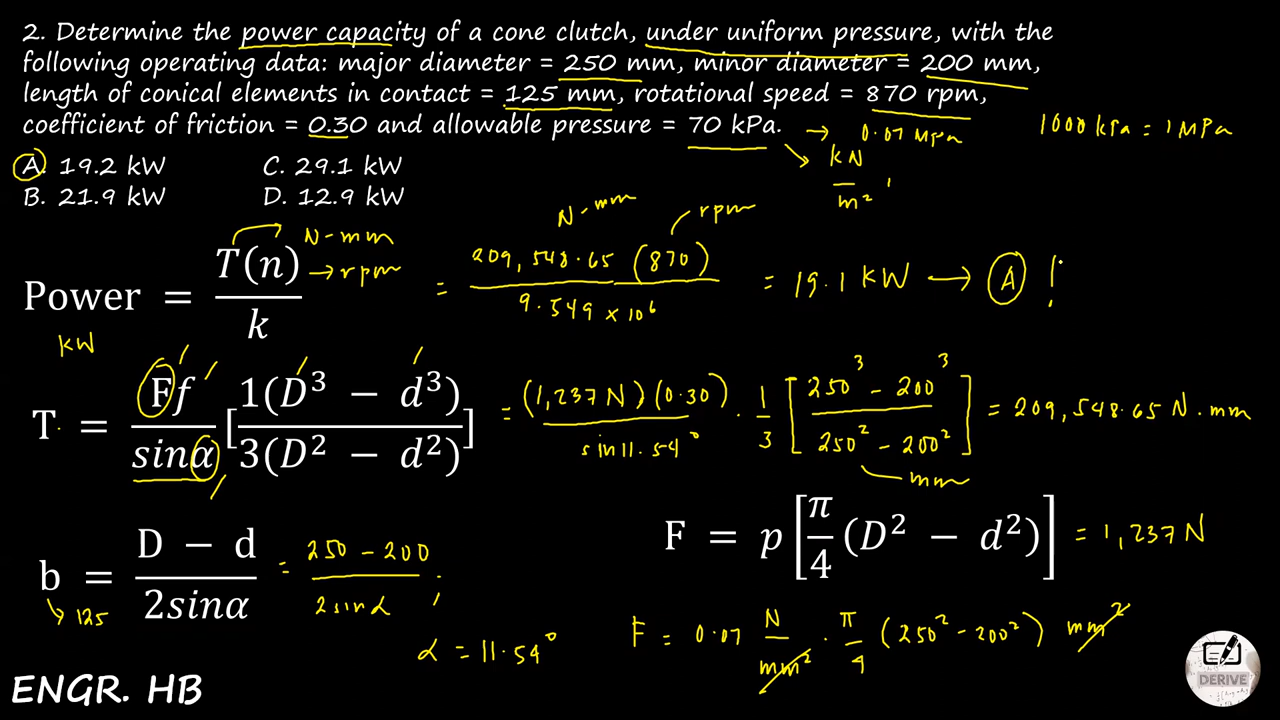 2. Determine the power capacity of a cone clutch, under uniform pressure, with the
following operating data: major diameter = 250 mm, minor diameter = 200 mm,
length of conical elements in contact = 125 mm, rotational speed = 870 rpm,
coefficient of friction = 0.30 and allowable pressure = 70 kPa. → 0.07 MPa 1000 kPa = 1 MPa
kN/m²
A. 19.2 kW C. 29.1 kW
B. 21.9 kW D. 12.9 kW
Power = T(n)/k N-mm → rpm = 209,548.65 (870) / 9.549 x 10⁶ N-mm rpm = 19.1 kW → A !
kW
T = Ff/sinα [1(D³ − d³)/3(D² − d²)] = (1,237 N)(0.30)/sin 11.54° · 1/3 [250³ − 200³ / 250² − 200²] = 209,548.65 N·mm
mm
b = D − d/2sinα = 250 − 200/2 sin α ;
→ 125
α = 11.54°
F = p[π/4 (D² − d²)] = 1,237 N
F = 0.07 N/mm² · π/4 (250² − 200²) mm²
ENGR. HB
DERIVE